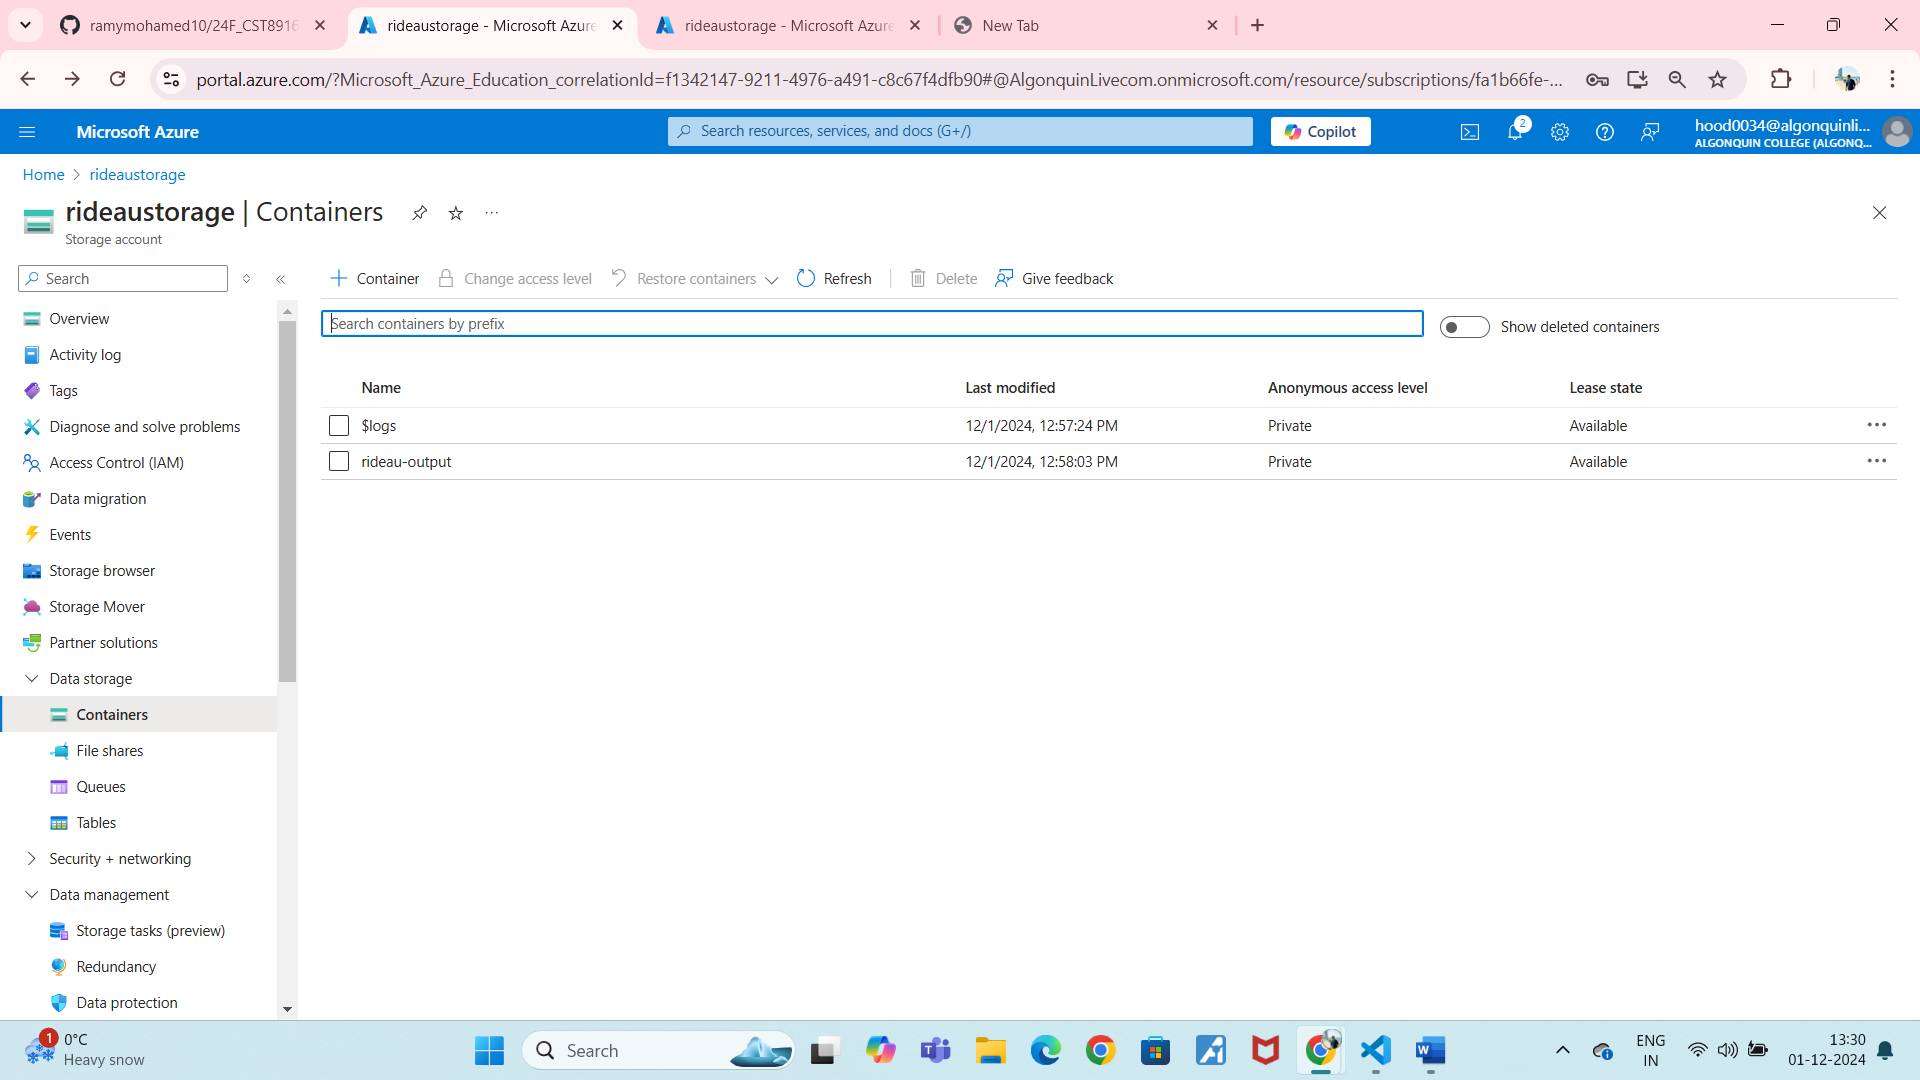 ramymohamed10/24F_CST8916
rideaustorage - Microsoft Azure
rideaustorage - Microsoft Azure
New Tab
portal.azure.com/?Microsoft_Azure_Education_correlationId=f1342147-9211-4976-a491-c8c67f4dfb90#@AlgonquinLivecom.onmicrosoft.com/resource/subscriptions/fa1b66fe-...
Microsoft Azure
Search resources, services, and docs (G+/)
Copilot
2
hood0034@algonquinli...
ALGONQUIN COLLEGE (ALGONQ...
Home
rideaustorage
rideaustorage | Containers
Storage account
Search
Container
Change access level
Restore containers
Refresh
Delete
Give feedback
Search containers by prefix
Show deleted containers
Overview
Activity log
Tags
Diagnose and solve problems
Access Control (IAM)
Data migration
Events
Storage browser
Storage Mover
Partner solutions
Data storage
Containers
File shares
Queues
Tables
Security + networking
Data management
Storage tasks (preview)
Redundancy
Data protection
Name Last modified Anonymous access level Lease state
$logs 12/1/2024, 12:57:24 PM Private Available
rideau-output 12/1/2024, 12:58:03 PM Private Available
1
0°C
Heavy snow
Search
ENG
IN
13:30
01-12-2024